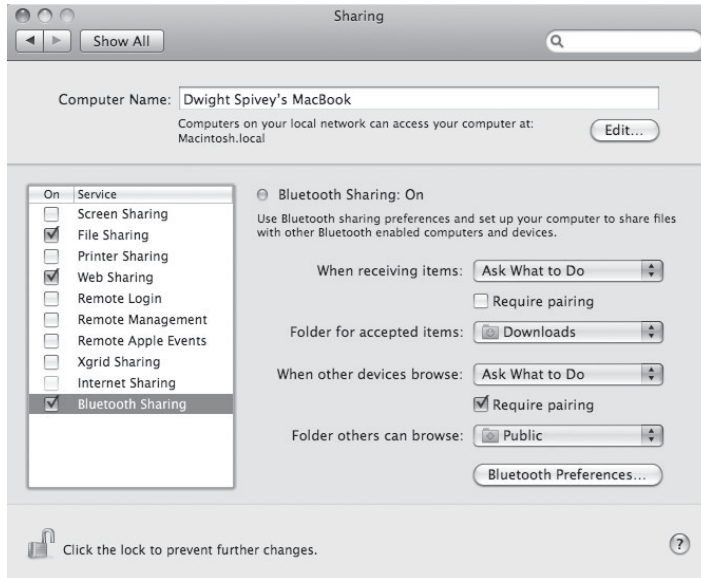 Sharing
Show All
Computer Name: Dwight Spivey's MacBook
Computers on your local network can access your computer at:
Macintosh.local
Edit...
On Service
Screen Sharing
File Sharing
Printer Sharing
Web Sharing
Remote Login
Remote Management
Remote Apple Events
Xgrid Sharing
Internet Sharing
Bluetooth Sharing
Bluetooth Sharing: On
Use Bluetooth sharing preferences and set up your computer to share files
with other Bluetooth enabled computers and devices.
When receiving items: Ask What to Do
Require pairing
Folder for accepted items: Downloads
When other devices browse: Ask What to Do
Require pairing
Folder others can browse: Public
Bluetooth Preferences...
Click the lock to prevent further changes.
?